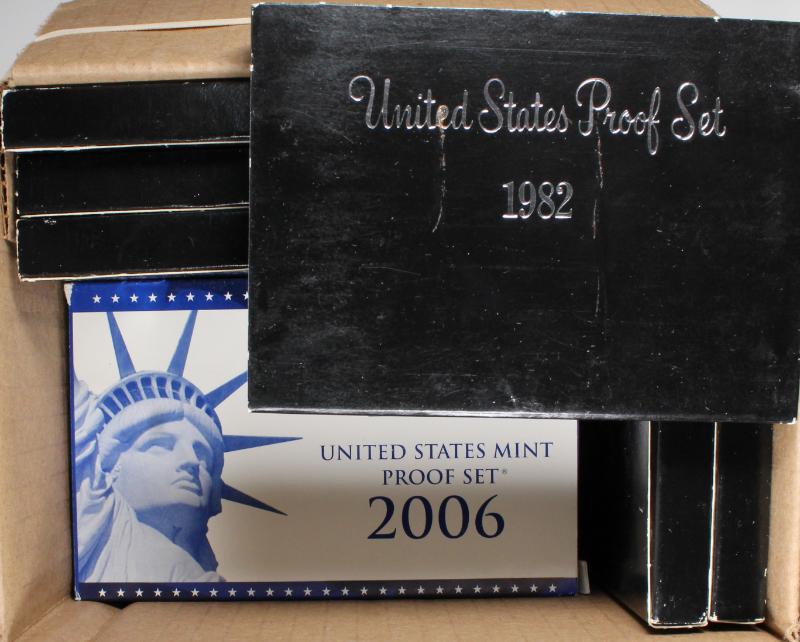 United States Proof Set
1982
UNITED STATES MINT
PROOF SET®
2006